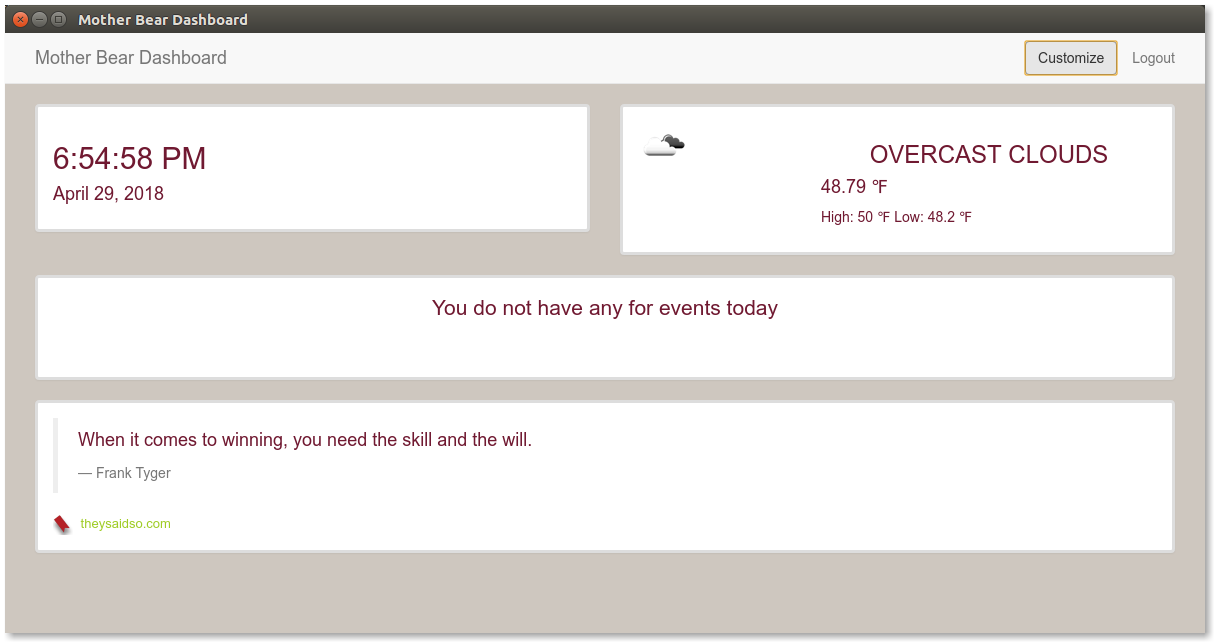 Mother Bear Dashboard
Mother Bear Dashboard
Customize
Logout
6:54:58 PM
April 29, 2018
OVERCAST CLOUDS
48.79 ℉
High: 50 ℉ Low: 48.2 ℉
You do not have any for events today
When it comes to winning, you need the skill and the will.
— Frank Tyger
theysaidso.com